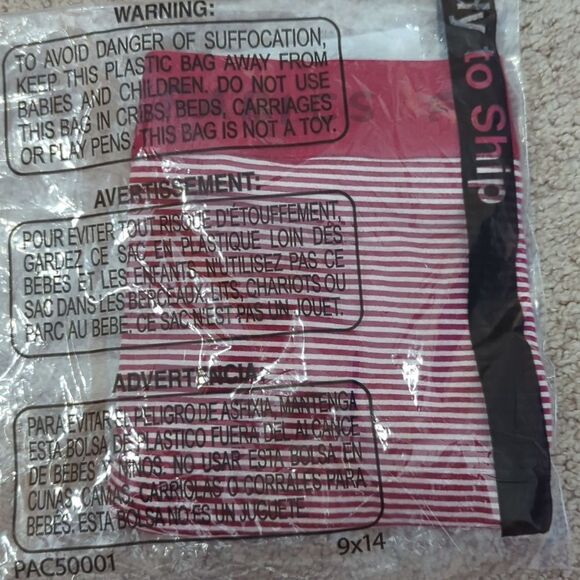 WARNING:
TO AVOID DANGER OF SUFFOCATION,
KEEP THIS PLASTIC BAG AWAY FROM
BABIES AND CHILDREN. DO NOT USE
THIS BAG IN CRIBS, BEDS, CARRIAGES
OR PLAY PENS. THIS BAG IS NOT A TOY.
AVERTISSEMENT:
POUR EVITER TOUT RISQUE D'ÉTOUFFEMENT,
GARDEZ CE SAC EN PLASTIQUE LOIN DES
BEBES ET LES ENFANTS. N'UTILISEZ PAS CE
SAC DANS LES BERCEAUX, LITS, CHARIOTS OU
PARC AU BEBE. CE SAC N'EST PAS UN JOUET.
ADVERTENCIA:
PARA EVITAR EL PELIGRO DE ASFIXIA, MANTENGA
ESTA BOLSA DE PLASTICO FUERA DEL ALCANCE
DE BEBES Y NINOS. NO USAR ESTA BOLSA EN
CUNAS, CAMAS, CARRIOLAS O CORRALES PARA
BEBES. ESTA BOLSA NO ES UN JUGUETE.
PAC50001
9x14
to Ship